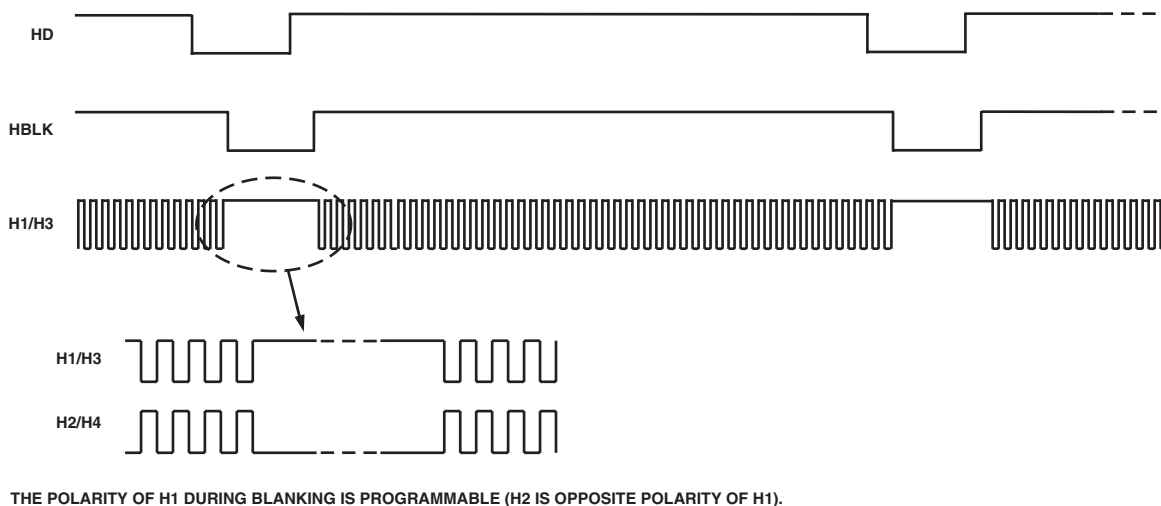 HD
HBLK
H1/H3
H1/H3
H2/H4
THE POLARITY OF H1 DURING BLANKING IS PROGRAMMABLE (H2 IS OPPOSITE POLARITY OF H1).